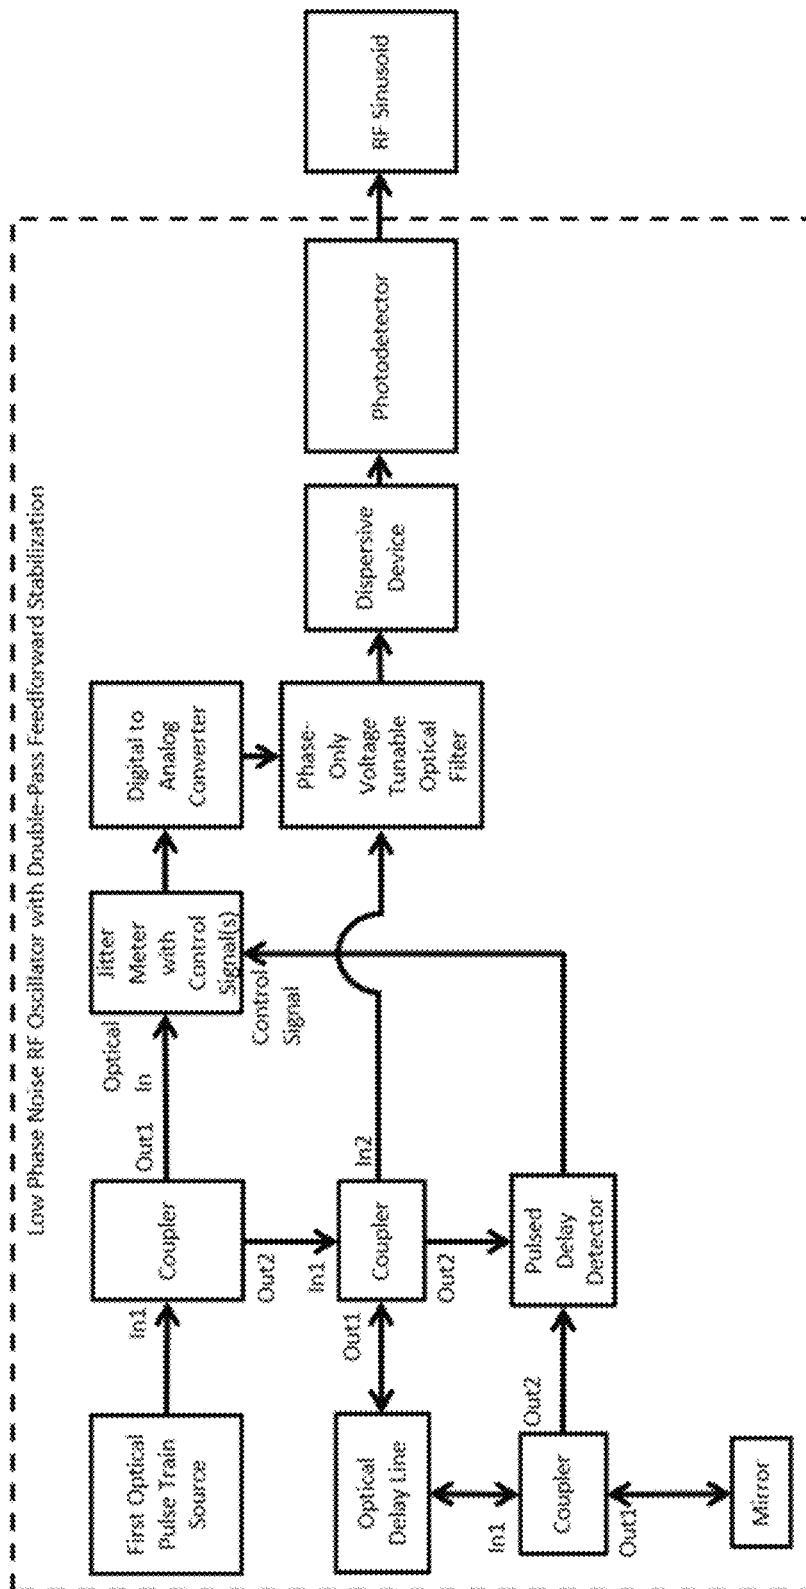 Low Phase Noise RF Oscillator with Double-Pass Feedforward Stabilization
First Optical
Pulse Train
Source
In1
Coupler
Out1
Out2
Optical
In
Jitter
Meter
with
Control
Signal(s)
Control
Signal
Digital to
Analog
Converter
Optical
Delay Line
Out1
In1
Coupler
In2
Out2
Phase-
Only
Voltage
Tunable
Optical
Filter
Dispersive
Device
Photodetector
RF Sinusoid
In1
Coupler
Out2
Out1
Pulsed
Delay
Detector
Mirror